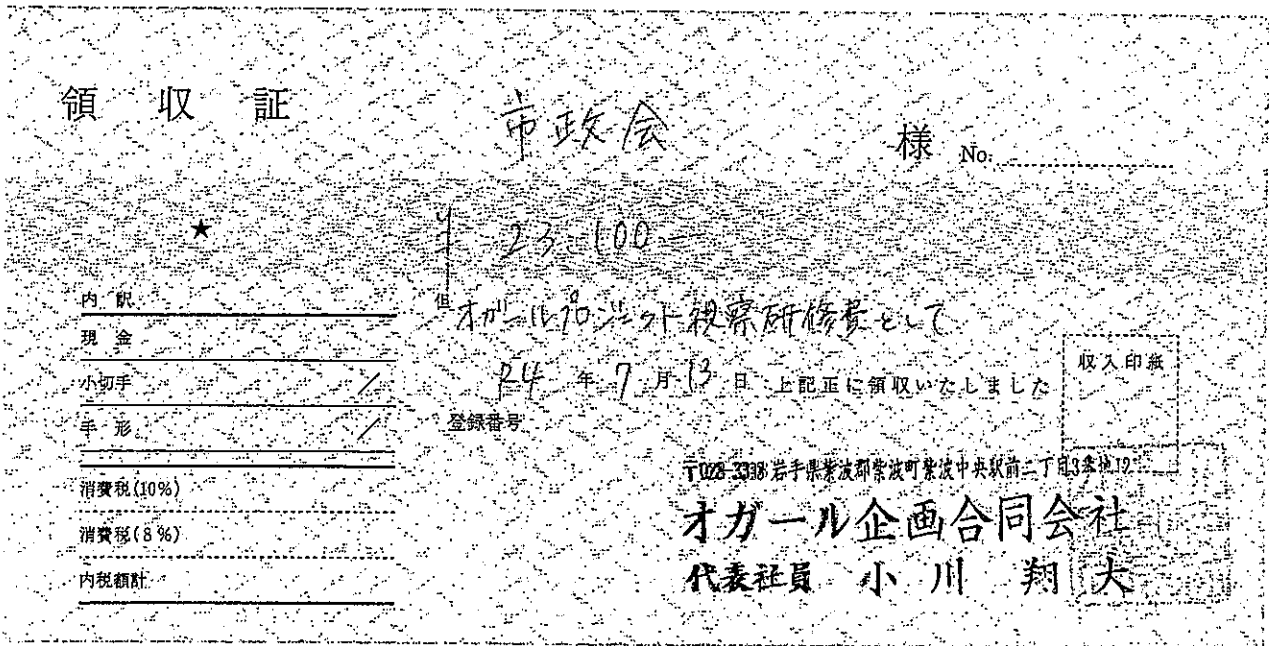 領収証
市政会 様 No.
★
¥ 23,100.—
内訳
但 オガールプロジェクト視察研修費として
現金
小切手
R4年7月13日 上記正に領収いたしました
収入印紙
手形
登録番号
消費税(10%)
〒028-3318 岩手県紫波郡紫波町紫波中央駅前二丁目3番地12
消費税(8%)
オガール企画合同会社
内税額計
代表社員 小川 翔大